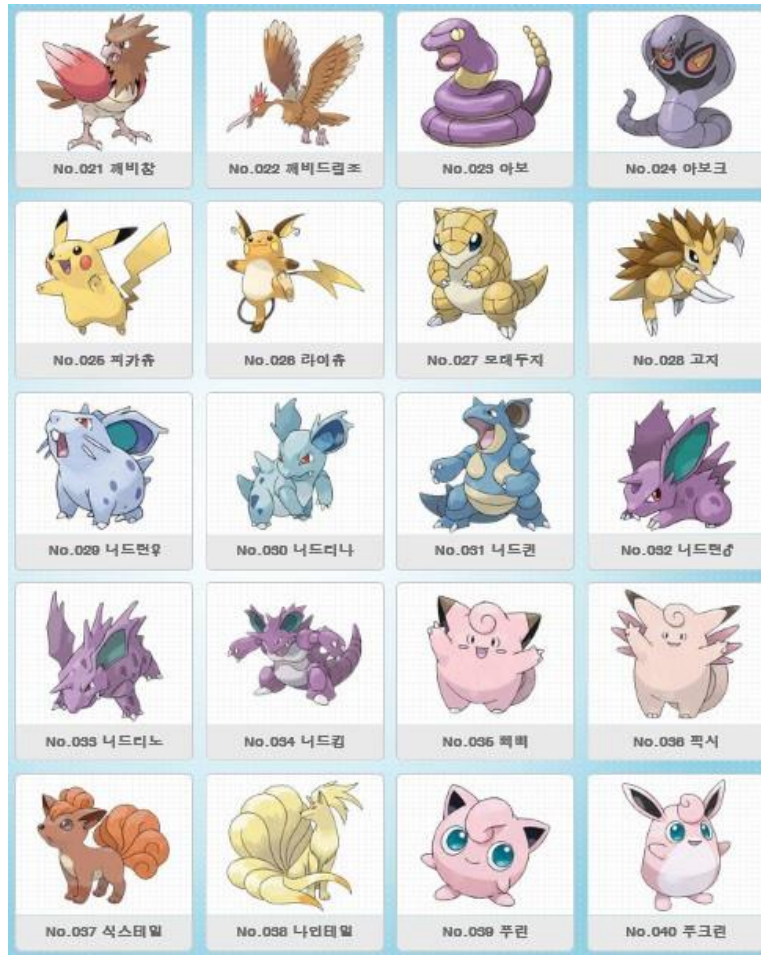 No.021 깨비참
No.022 깨비드릴조
No.023 아보
No.024 아보크
No.025 피카츄
No.026 라이츄
No.027 모래두지
No.028 고지
No.029 니드런♀
No.030 니드리나
No.031 니드퀸
No.032 니드런♂
No.033 니드리노
No.034 니드킹
No.035 삐삐
No.036 픽시
No.037 식스테일
No.038 나인테일
No.039 푸린
No.040 푸크린